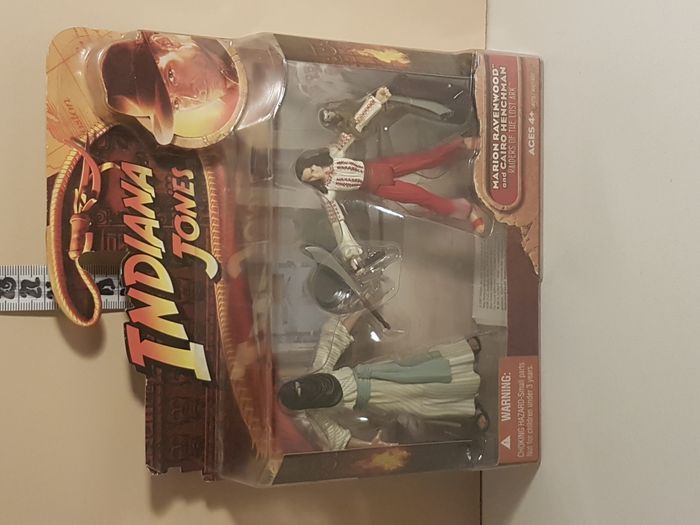 INDIANA
JONES
MARION RAVENWOOD™
and CAIRO HENCHMAN
RAIDERS OF THE LOST ARK
AGES 4+
WARNING:
CHOKING HAZARD-Small parts
Not for children under 3 years.